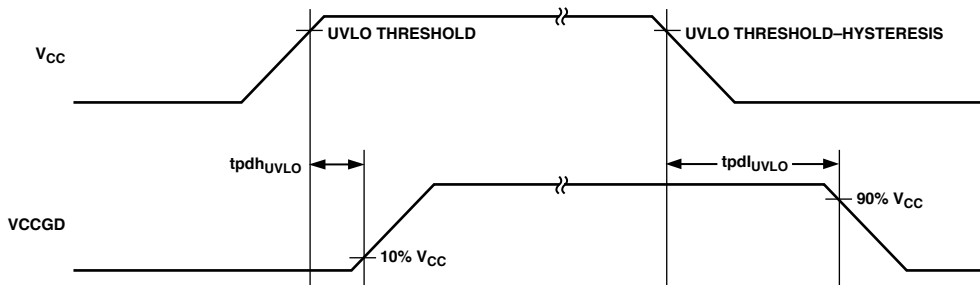 UVLO THRESHOLD
UVLO THRESHOLD–HYSTERESIS
VCC
tpdhUVLO
tpdlUVLO
90% VCC
VCCGD
10% VCC